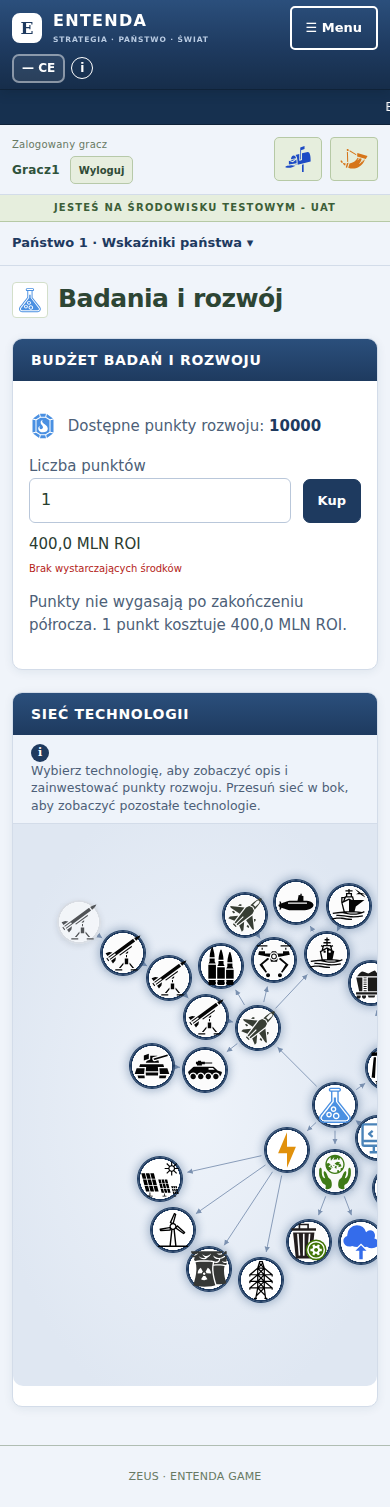 E
ENTENDA
STRATEGIA · PAŃSTWO · ŚWIAT
☰ Menu
— CE
i
Zalogowany gracz
Gracz1
Wyloguj
JESTEŚ NA ŚRODOWISKU TESTOWYM - UAT
Państwo 1 · Wskaźniki państwa ▾
Badania i rozwój
BUDŻET BADAŃ I ROZWOJU
Dostępne punkty rozwoju: 10000
Liczba punktów
1
Kup
400,0 MLN ROI
Brak wystarczających środków
Punkty nie wygasają po zakończeniu
półrocza. 1 punkt kosztuje 400,0 MLN ROI.
SIEĆ TECHNOLOGII
i
Wybierz technologię, aby zobaczyć opis i
zainwestować punkty rozwoju. Przesuń sieć w bok,
aby zobaczyć pozostałe technologie.
ZEUS · ENTENDA GAME